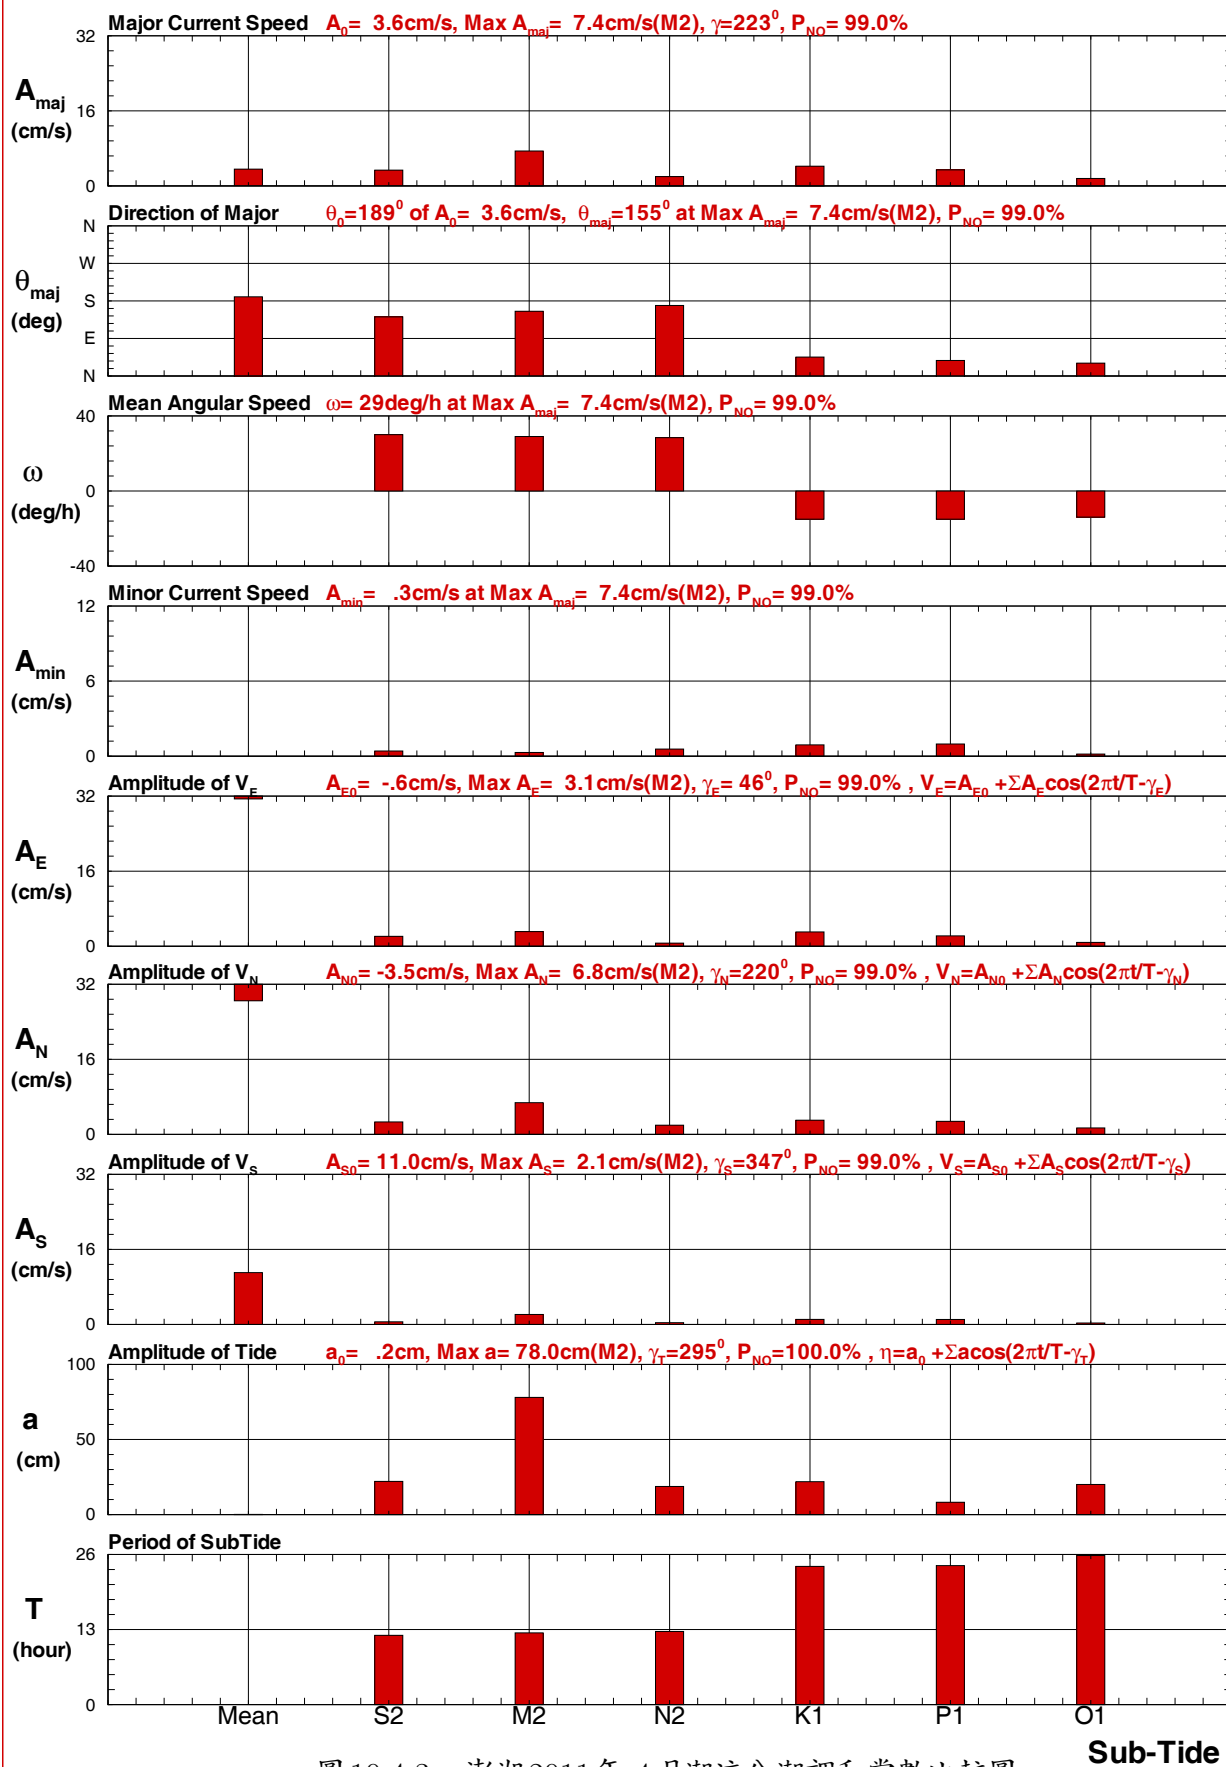 Major Current Speed A0= 3.6cm/s, Max Amaj= 7.4cm/s(M2), γ=223⁰, PNO= 99.0%
32
Amaj
16
(cm/s)
0
Direction of Major θ0=189⁰ of A0= 3.6cm/s, θmaj=155⁰ at Max Amaj= 7.4cm/s(M2), PNO= 99.0%
N
W
θmaj
S
(deg)
E
N
Mean Angular Speed ω= 29deg/h at Max Amaj= 7.4cm/s(M2), PNO= 99.0%
40
ω
0
(deg/h)
-40
Minor Current Speed Amin= .3cm/s at Max Amaj= 7.4cm/s(M2), PNO= 99.0%
12
Amin
6
(cm/s)
0
Amplitude of VE AE0= -.6cm/s, Max AE= 3.1cm/s(M2), γE= 46⁰, PNO= 99.0% , VE=AE0 +ΣAEcos(2πt/T-γE)
32
AE
16
(cm/s)
0
Amplitude of VN AN0= -3.5cm/s, Max AN= 6.8cm/s(M2), γN=220⁰, PNO= 99.0% , VN=AN0 +ΣANcos(2πt/T-γN)
32
AN
16
(cm/s)
0
Amplitude of VS AS0= 11.0cm/s, Max AS= 2.1cm/s(M2), γS=347⁰, PNO= 99.0% , VS=AS0 +ΣAScos(2πt/T-γS)
32
AS
16
(cm/s)
0
Amplitude of Tide a0= .2cm, Max a= 78.0cm(M2), γT=295⁰, PNO=100.0% , η=a0 +Σacos(2πt/T-γT)
100
a
50
(cm)
0
Period of SubTide
26
T
13
(hour)
0
Mean S2 M2 N2 K1 P1 O1
Sub-Tide